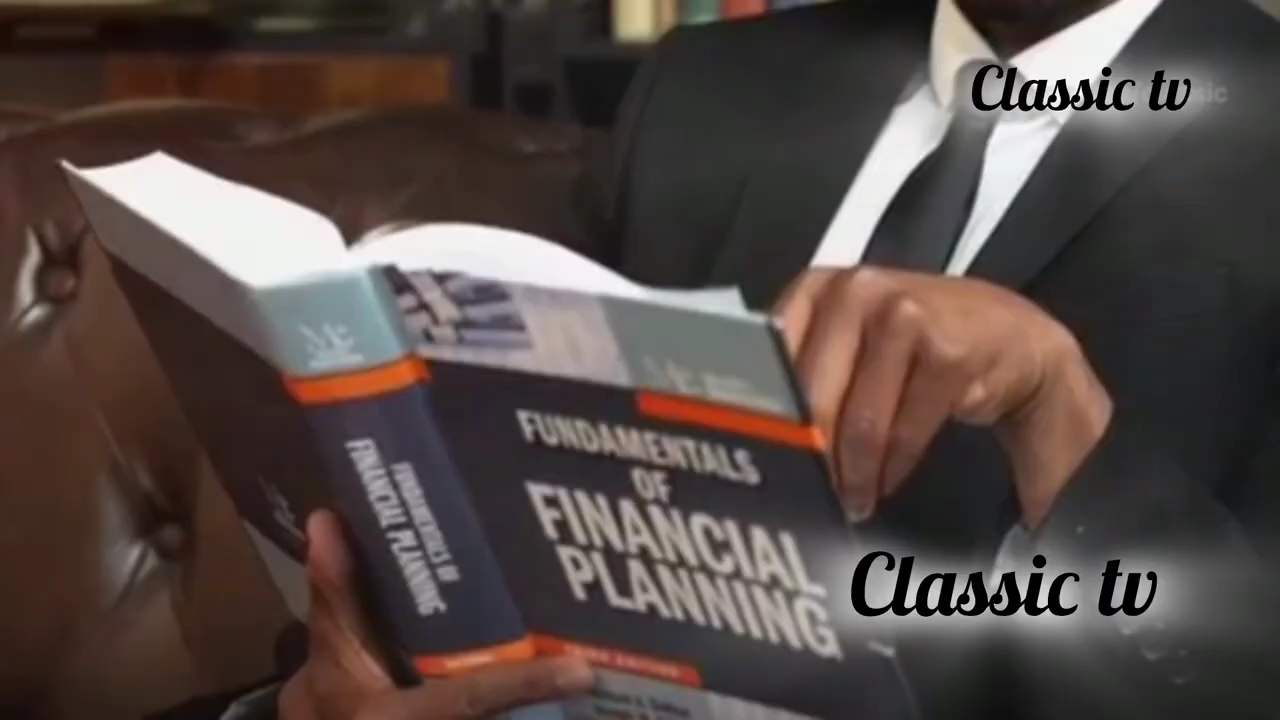 Classic tv
FUNDAMENTALS
OF
FINANCIAL
PLANNING
FUNDAMENTALS OF
FINANCIAL PLANNING
Classic tv